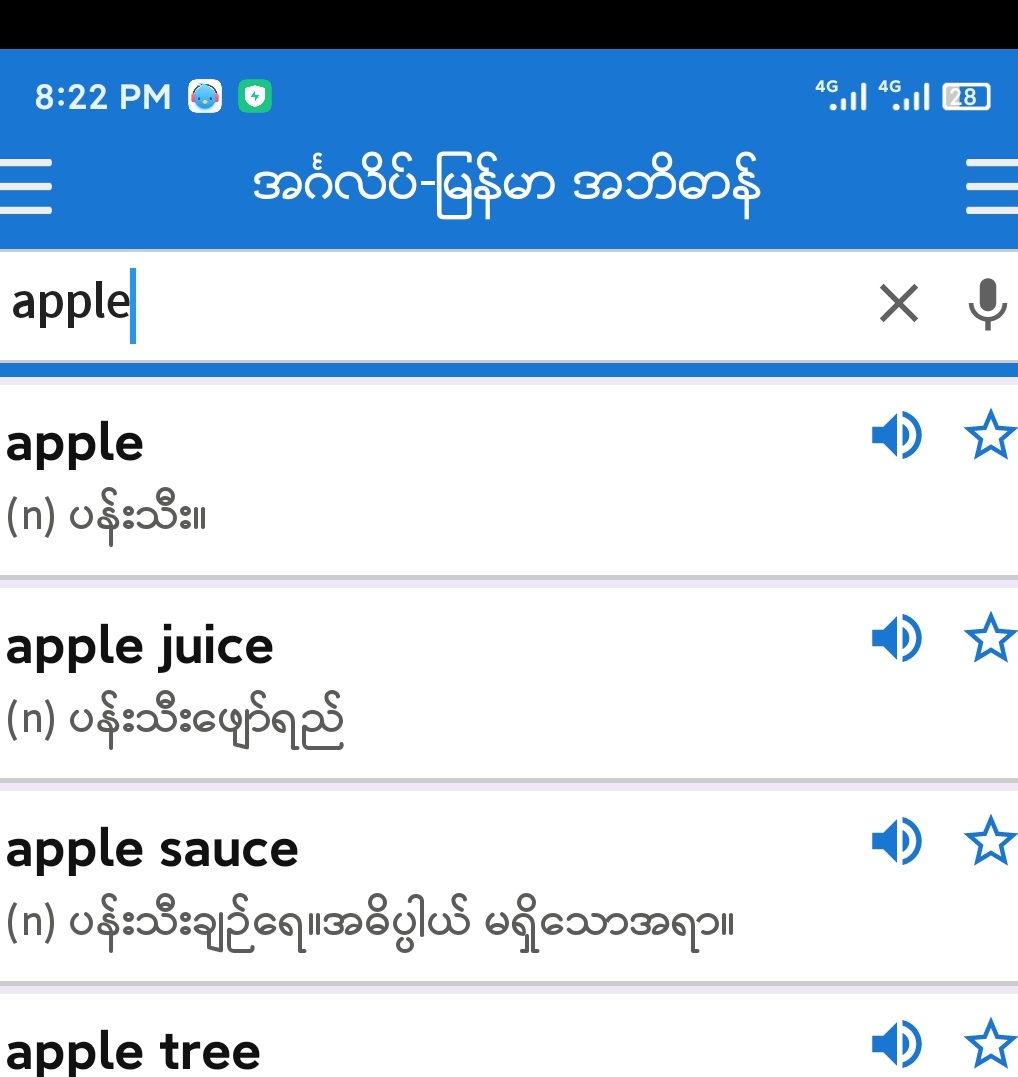 8:22 PM 4G 4G 28
အင်္ဂလိပ်-မြန်မာ အဘိဓာန်
apple
apple
(n) ပန်းသီး။
apple juice
(n) ပန်းသီးဖျော်ရည်
apple sauce
(n) ပန်းသီးချဉ်ရေ။အဓိပ္ပါယ် မရှိသောအရာ။
apple tree